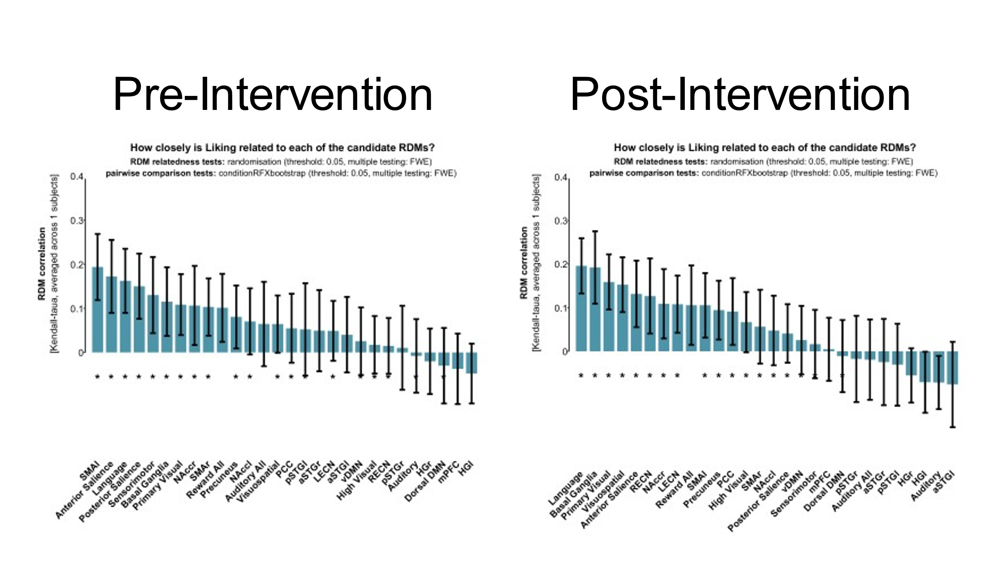 Pre-Intervention
How closely is Liking related to each of the candidate RDMs?
RDM relatedness tests: randomisation (threshold: 0.05, multiple testing: FWE)
pairwise comparison tests: conditionRFXbootstrap (threshold: 0.05, multiple testing: FWE)
RDM correlation
[Kendall-taua, averaged across 1 subjects]
0.4
0.3
0.2
0.1
0
SMAl
Anterior Salience
Language
Posterior Salience
Sensorimotor
Basal Ganglia
Primary Visual
NAccr
SMAr
Reward All
Precuneus
NAccl
Auditory All
Visuospatial
PCC
pSTGl
aSTGr
LECN
aSTGl
vDMN
High Visual
RECN
pSTGr
Auditory
HGr
Dorsal DMN
mPFC
HGl
Post-Intervention
How closely is Liking related to each of the candidate RDMs?
RDM relatedness tests: randomisation (threshold: 0.05, multiple testing: FWE)
pairwise comparison tests: conditionRFXbootstrap (threshold: 0.05, multiple testing: FWE)
RDM correlation
[Kendall-taua, averaged across 1 subjects]
0.4
0.3
0.2
0.1
0
Language
Basal Ganglia
Primary Visual
Visuospatial
Anterior Salience
RECN
NAccr
LECN
Reward All
SMAl
Precuneus
PCC
High Visual
SMAr
NAccl
Posterior Salience
vDMN
Sensorimotor
mPFC
Dorsal DMN
pSTGr
Auditory All
aSTGr
pSTGl
HGr
HGl
Auditory
aSTGl